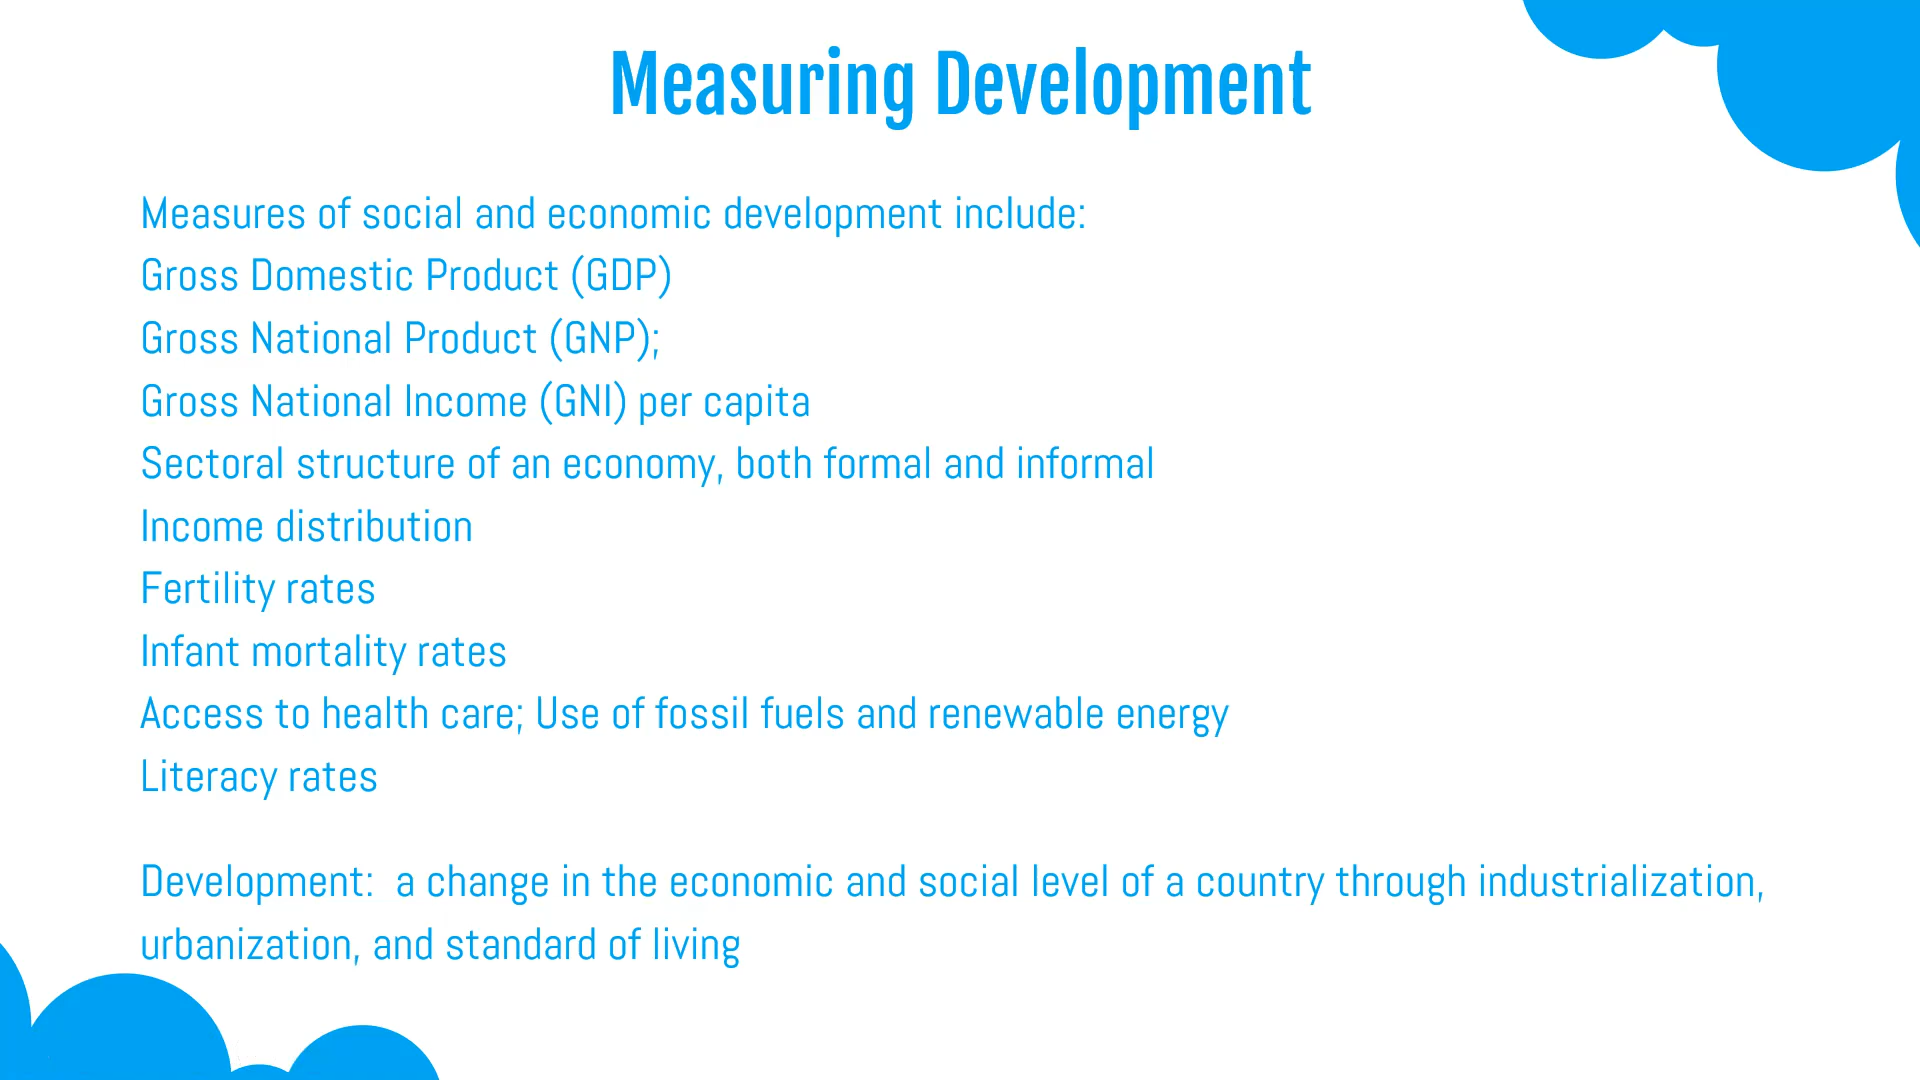 Measuring Development
Measures of social and economic development include:
Gross Domestic Product (GDP)
Gross National Product (GNP);
Gross National Income (GNI) per capita
Sectoral structure of an economy, both formal and informal
Income distribution
Fertility rates
Infant mortality rates
Access to health care; Use of fossil fuels and renewable energy
Literacy rates
Development:  a change in the economic and social level of a country through industrialization,
urbanization, and standard of living